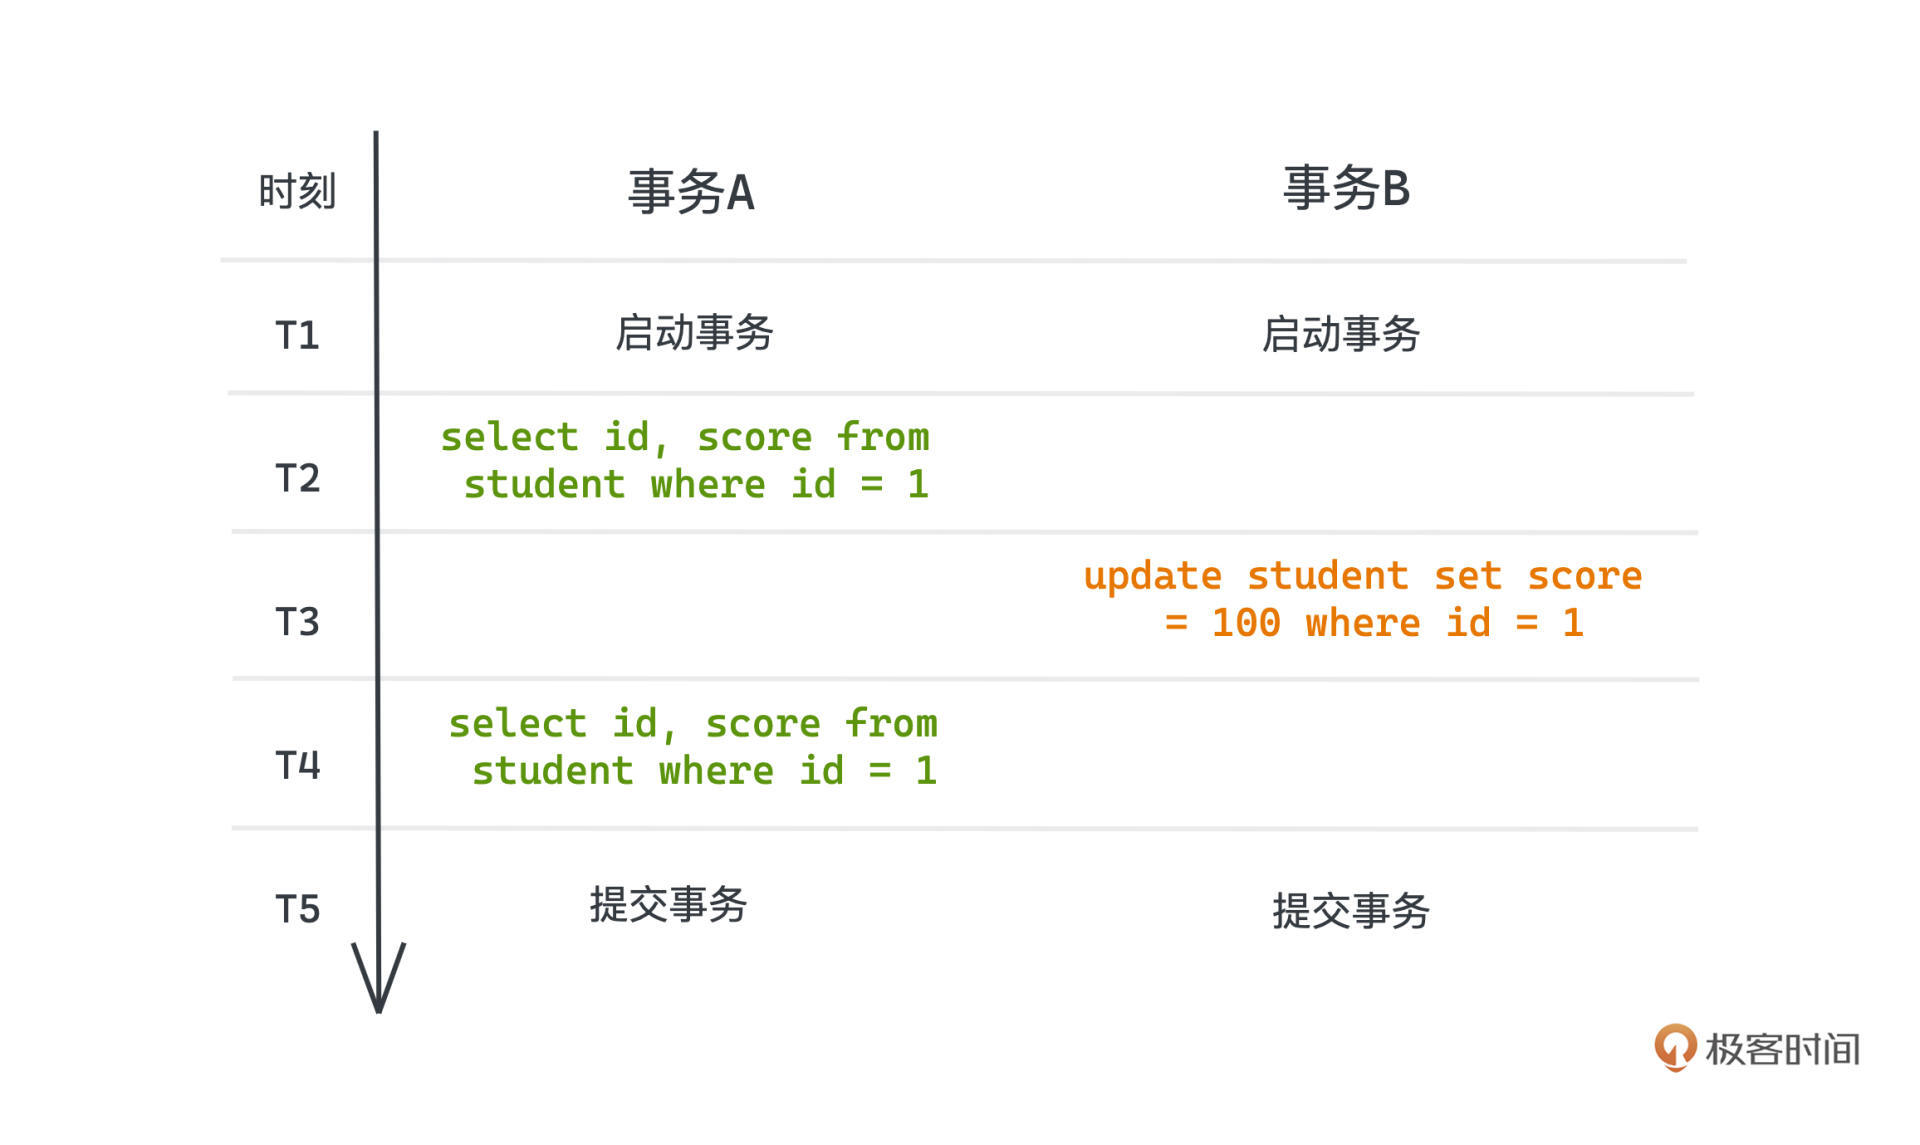 时刻 事务A 事务B
T1 启动事务 启动事务
T2 select id, score from
student where id = 1
T3 update student set score
= 100 where id = 1
T4 select id, score from
student where id = 1
T5 提交事务 提交事务
极客时间